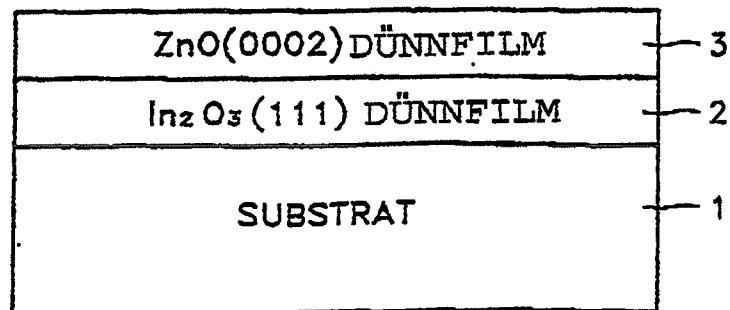 ZnO(0002) DÜNNFILM 3
In₂O₃(111) DÜNNFILM 2
SUBSTRAT 1